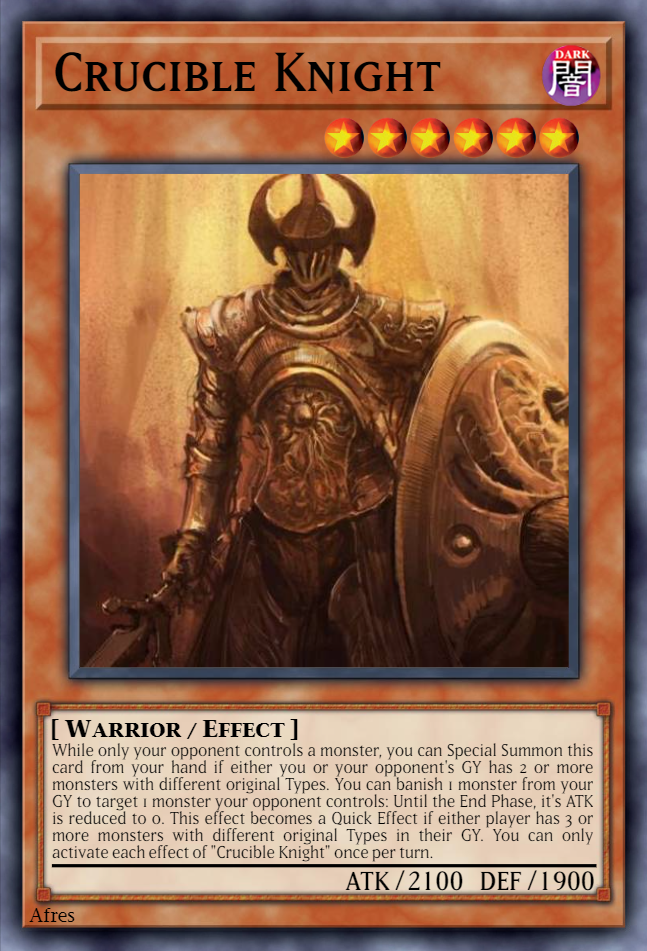 Crucible Knight
DARK
闇
[ Warrior / Effect ]
While only your opponent controls a monster, you can Special Summon this
card from your hand if either you or your opponent's GY has 2 or more
monsters with different original Types. You can banish 1 monster from your
GY to target 1 monster your opponent controls: Until the End Phase, it's ATK
is reduced to 0. This effect becomes a Quick Effect if either player has 3 or
more monsters with different original Types in their GY. You can only
activate each effect of "Crucible Knight" once per turn.
ATK/2100 DEF/1900
Afres